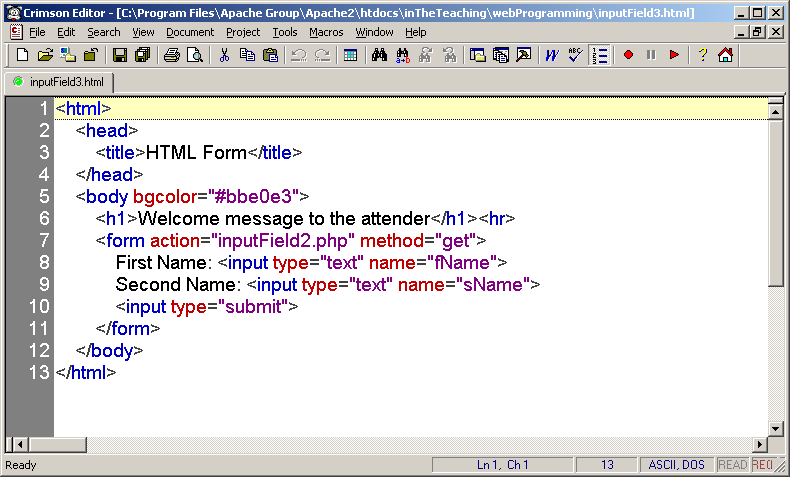 Crimson Editor - [C:\Program Files\Apache Group\Apache2\htdocs\inTheTeaching\webProgramming\inputField3.html]
File Edit Search View Document Project Tools Macros Window Help
inputField3.html
1 <html>
2 <head>
3 <title>HTML Form</title>
4 </head>
5 <body bgcolor="#bbe0e3">
6 <h1>Welcome message to the attender</h1><hr>
7 <form action="inputField2.php" method="get">
8 First Name: <input type="text" name="fName">
9 Second Name: <input type="text" name="sName">
10 <input type="submit">
11 </form>
12 </body>
13 </html>
Ready Ln 1, Ch 1 13 ASCII, DOS READ REC